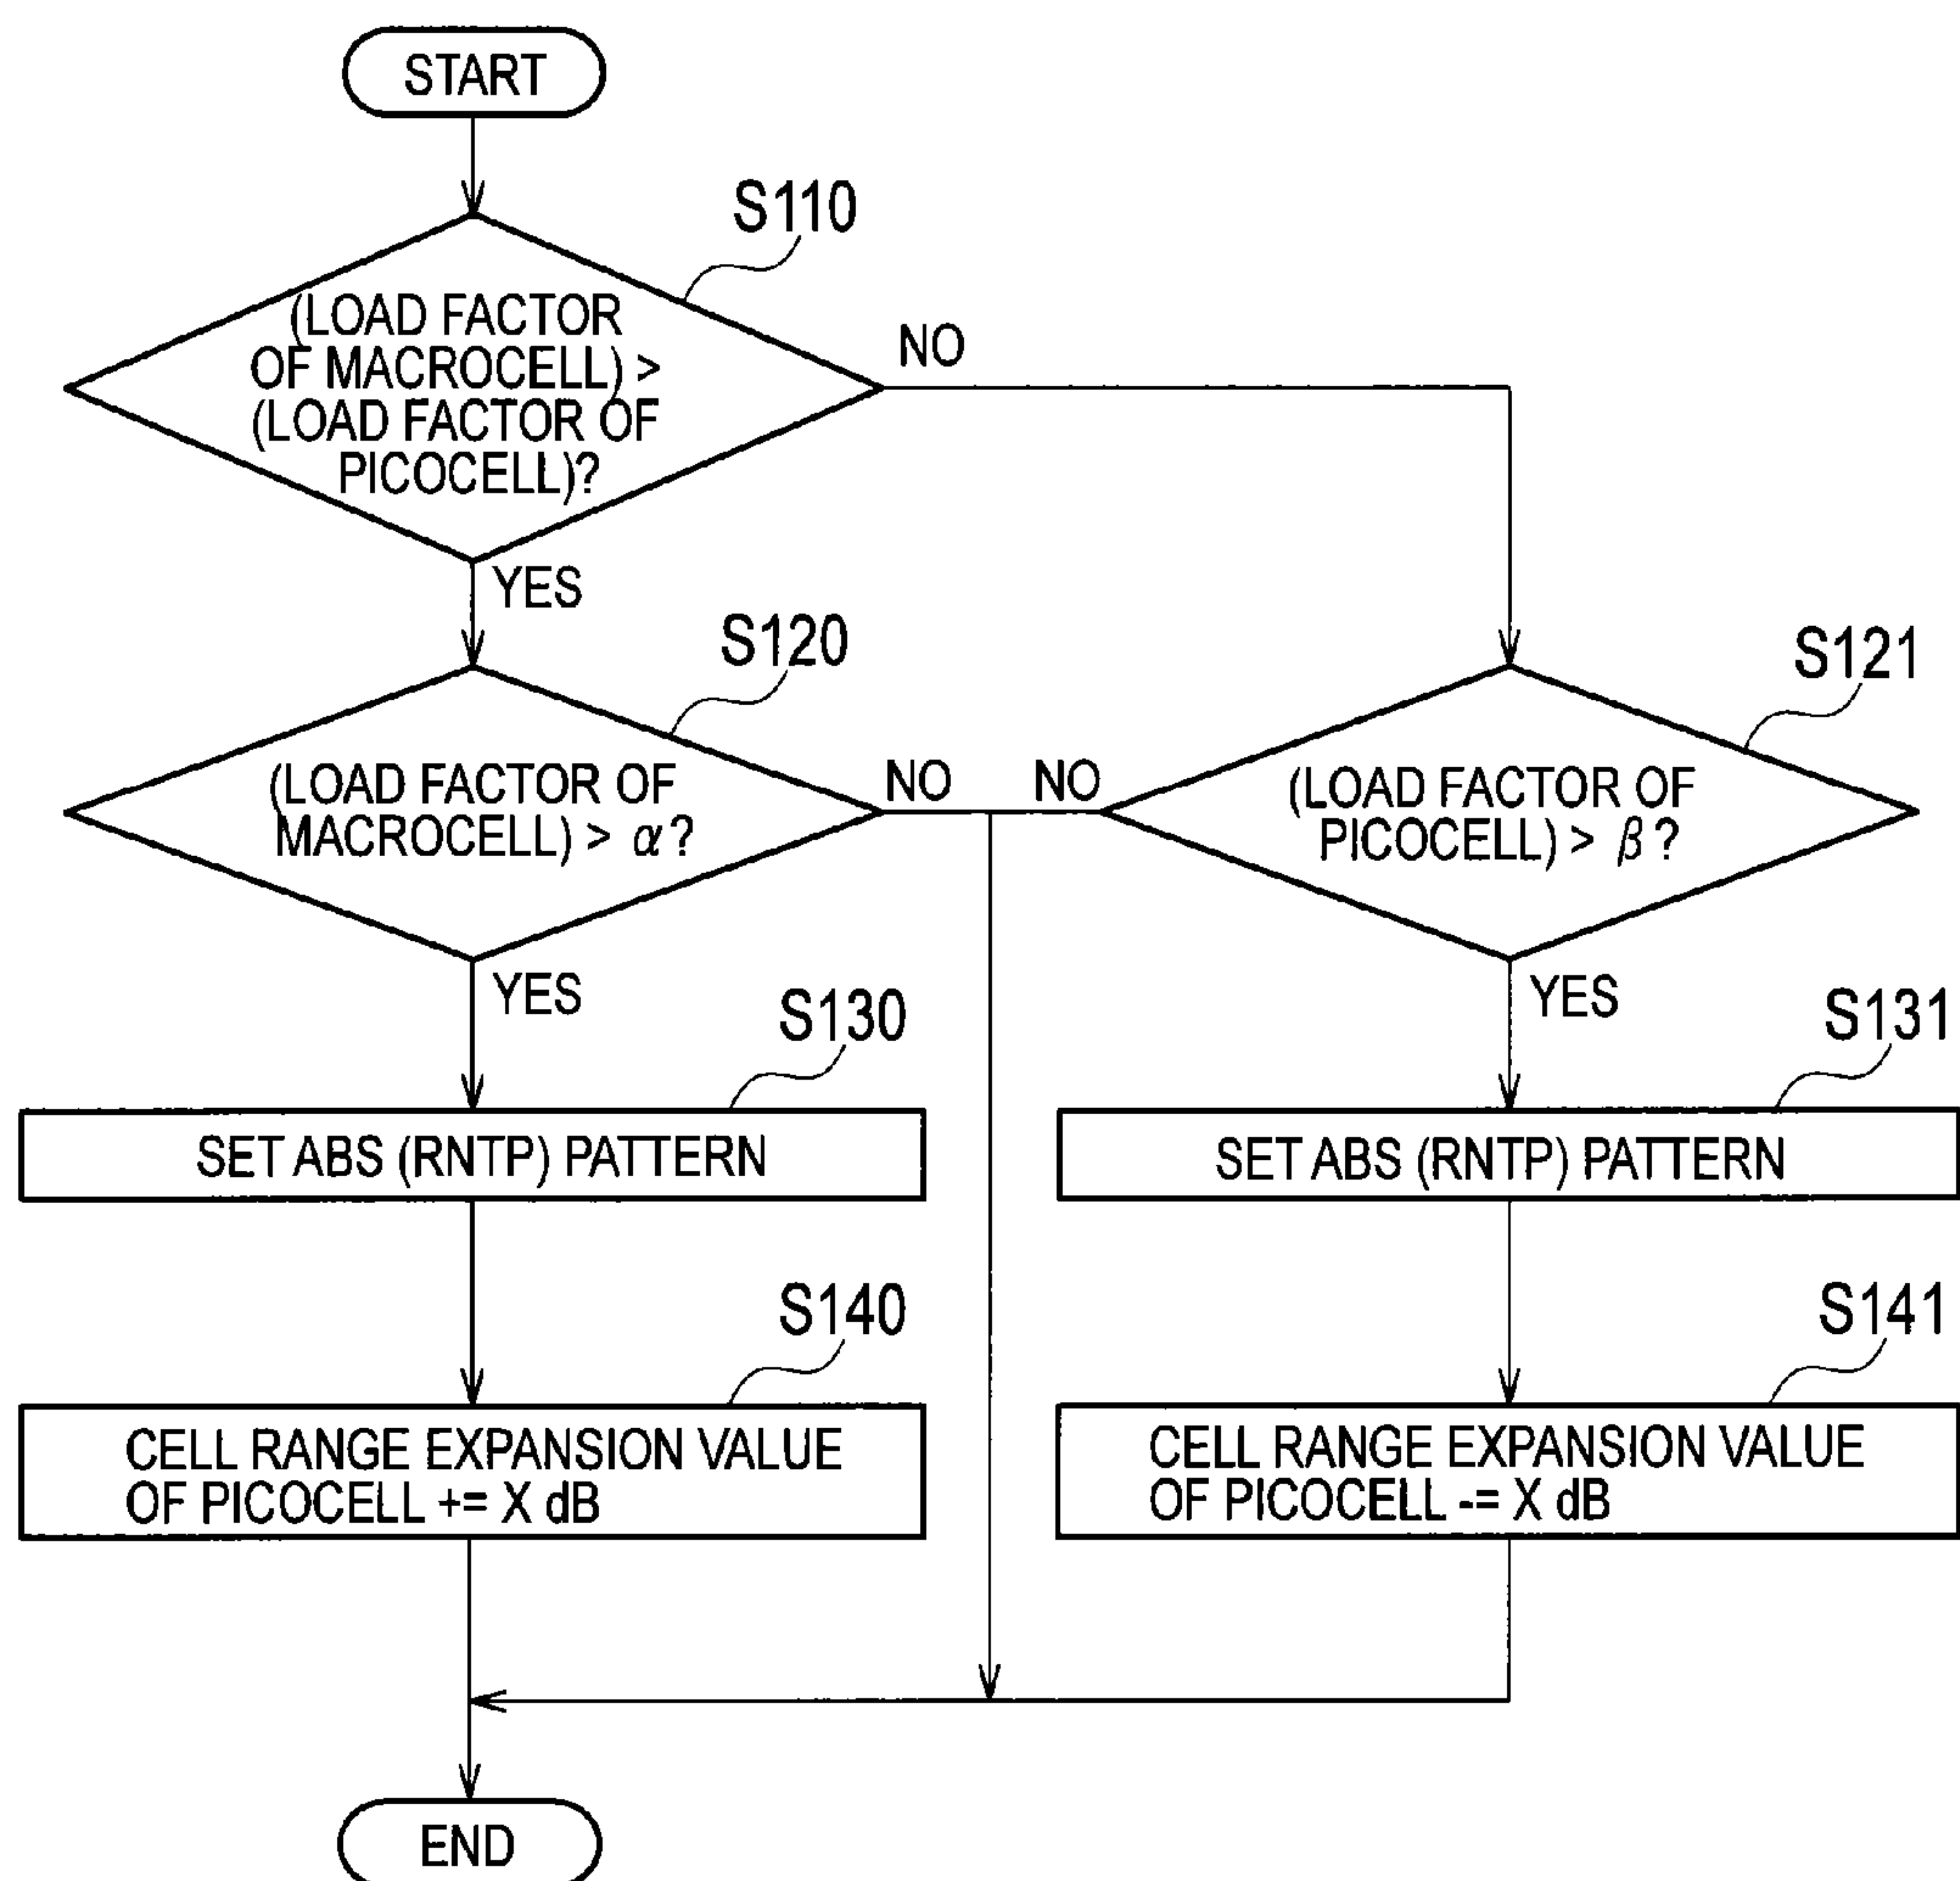 START
S110
(LOAD FACTOR
OF MACROCELL) >
(LOAD FACTOR OF
PICOCELL)?
NO
YES
S120
S121
(LOAD FACTOR OF
MACROCELL) > α?
NO
NO
(LOAD FACTOR OF
PICOCELL) > β?
YES
YES
S130
S131
SET ABS (RNTP) PATTERN
SET ABS (RNTP) PATTERN
S140
S141
CELL RANGE EXPANSION VALUE
OF PICOCELL += X dB
CELL RANGE EXPANSION VALUE
OF PICOCELL -= X dB
END